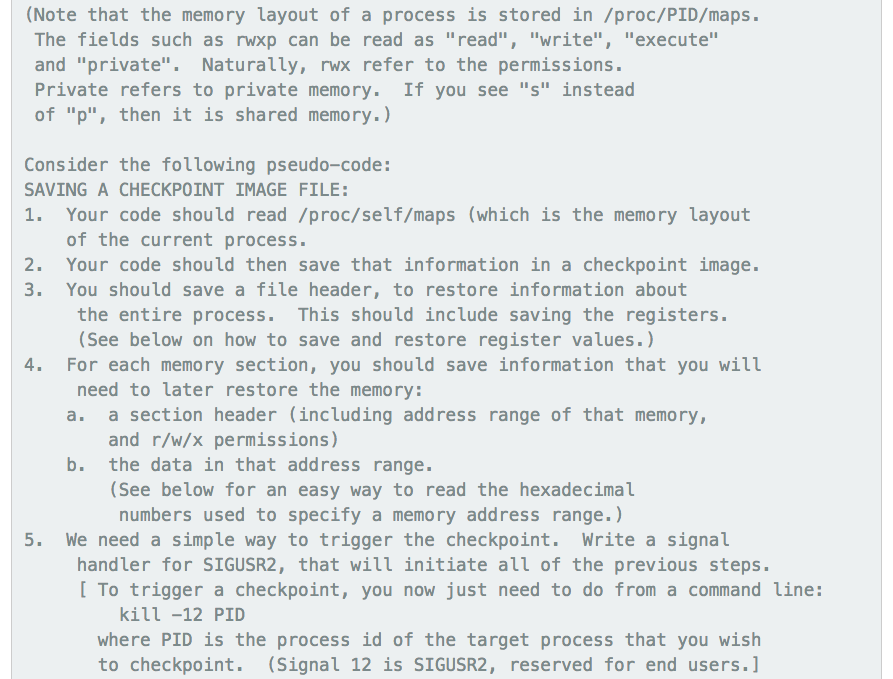 (Note that the memory layout of a process is stored in /proc/PID/maps.
The fields such as rwxp can be read as "read", "write", "execute"
and "private".  Naturally, rwx refer to the permissions.
Private refers to private memory.  If you see "s" instead
of "p", then it is shared memory.)
Consider the following pseudo-code:
SAVING A CHECKPOINT IMAGE FILE:
1.  Your code should read /proc/self/maps (which is the memory layout
of the current process.
2.  Your code should then save that information in a checkpoint image.
3.  You should save a file header, to restore information about
the entire process.  This should include saving the registers.
(See below on how to save and restore register values.)
4.  For each memory section, you should save information that you will
need to later restore the memory:
a.  a section header (including address range of that memory,
and r/w/x permissions)
b.  the data in that address range.
(See below for an easy way to read the hexadecimal
numbers used to specify a memory address range.)
5.  We need a simple way to trigger the checkpoint.  Write a signal
handler for SIGUSR2, that will initiate all of the previous steps.
[ To trigger a checkpoint, you now just need to do from a command line:
kill -12 PID
where PID is the process id of the target process that you wish
to checkpoint.  (Signal 12 is SIGUSR2, reserved for end users.]